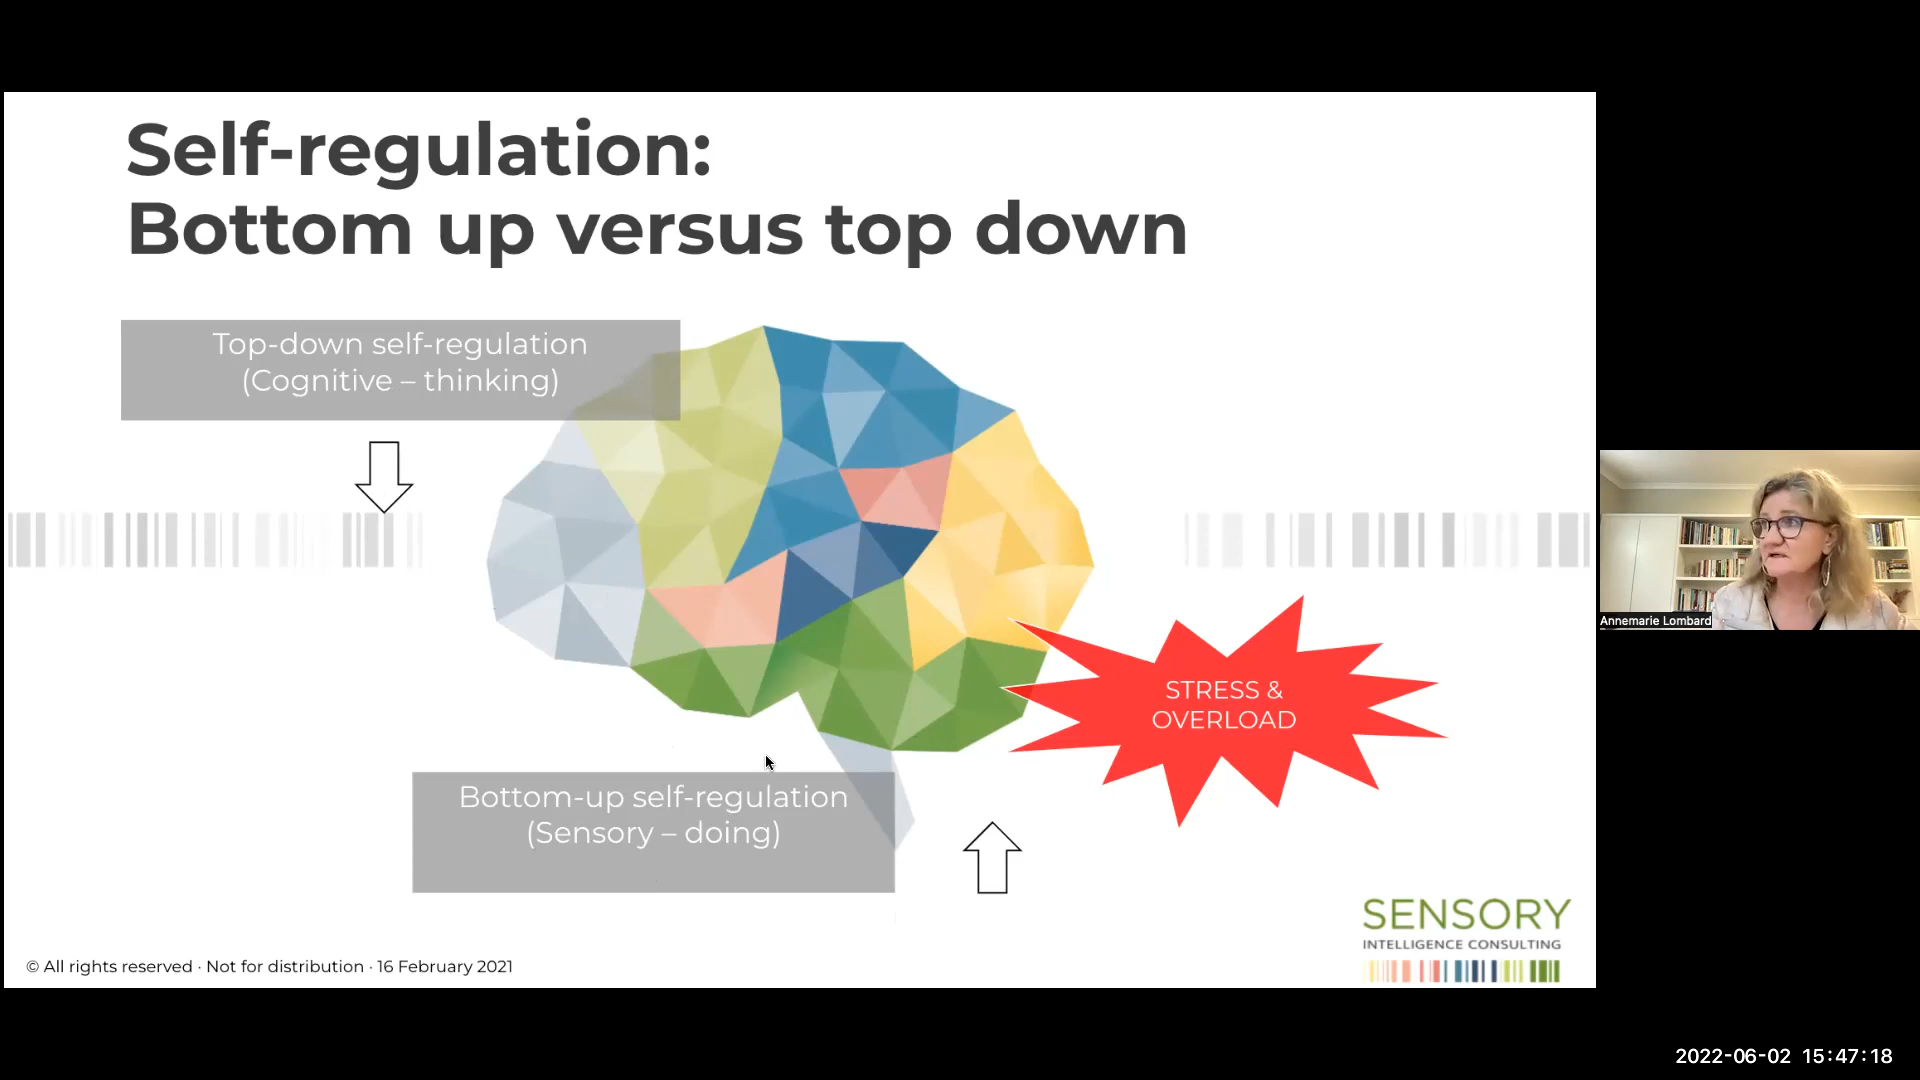 Self-regulation:
Bottom up versus top down
Top-down self-regulation
(Cognitive – thinking)
STRESS &
OVERLOAD
Bottom-up self-regulation
(Sensory – doing)
SENSORY
INTELLIGENCE CONSULTING
© All rights reserved · Not for distribution · 16 February 2021
Annemarie Lombard
2022-06-02 15:47:18